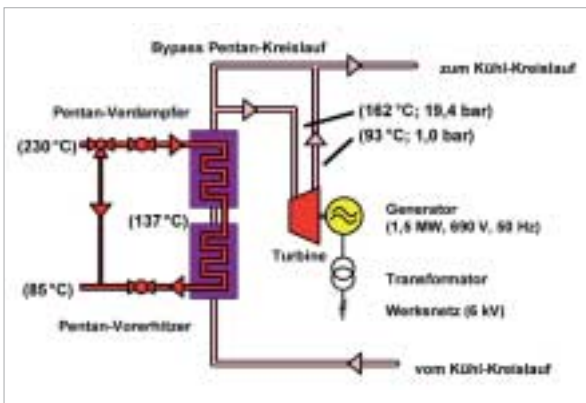 Bypass Pentan-Kreislauf
zum Kühl-Kreislauf
Pentan-Verdampfer
(162 °C; 19,4 bar)
(230 °C)
(93 °C; 1,0 bar)
(137 °C)
Generator
(1,5 MW, 690 V, 50 Hz)
Turbine
(85 °C)
Transformator
Werksnetz (6 kV)
Pentan-Vorerhitzer
vom Kühl-Kreislauf